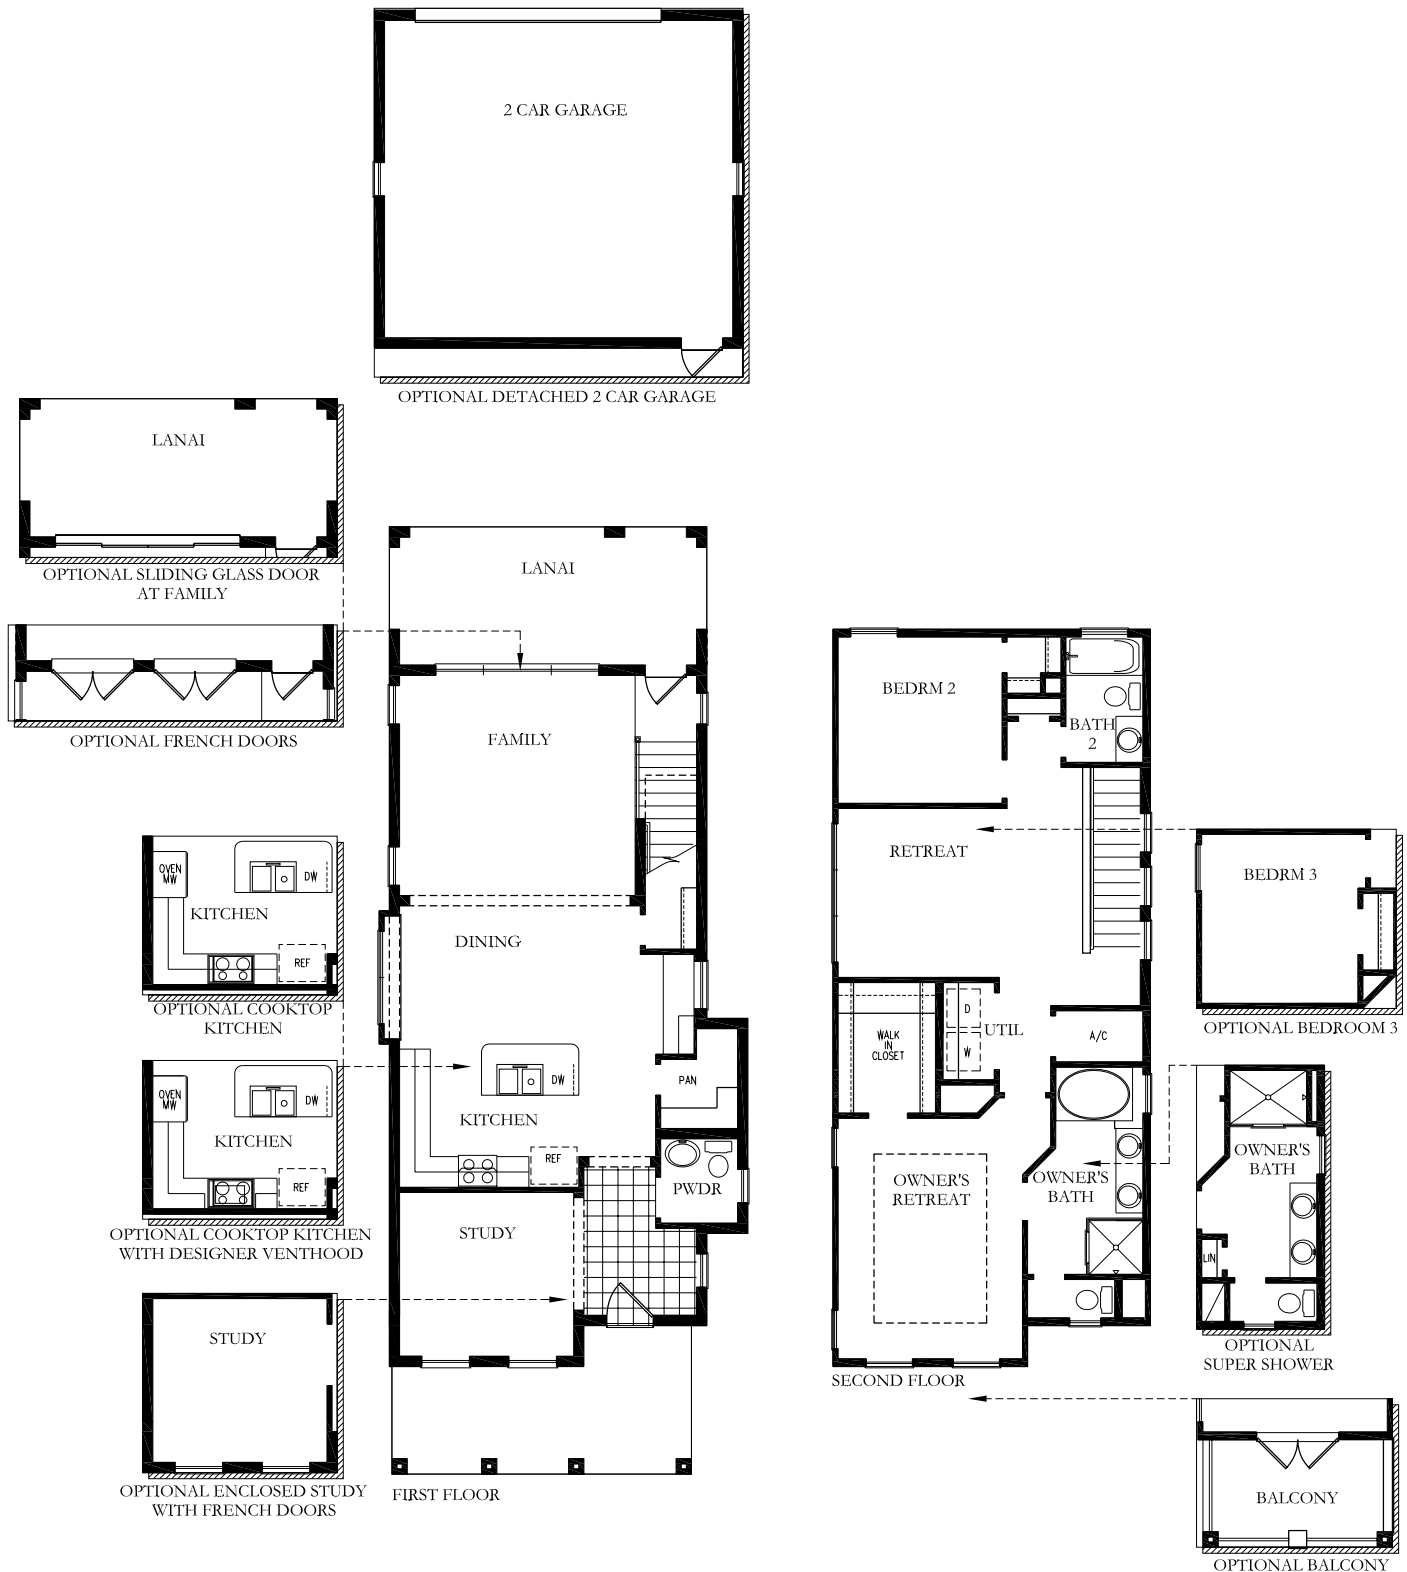 2 CAR GARAGE
OPTIONAL DETACHED 2 CAR GARAGE
LANAI
OPTIONAL SLIDING GLASS DOOR
AT FAMILY
OPTIONAL FRENCH DOORS
OVEN
MW
DW
KITCHEN
REF
OPTIONAL COOKTOP
KITCHEN
OVEN
MW
DW
KITCHEN
REF
OPTIONAL COOKTOP KITCHEN
WITH DESIGNER VENTHOOD
STUDY
OPTIONAL ENCLOSED STUDY
WITH FRENCH DOORS
LANAI
FAMILY
DINING
DW
PAN
KITCHEN
REF
PWDR
STUDY
FIRST FLOOR
BEDRM 2
BATH
2
RETREAT
D
W
UTIL
WALK
IN
CLOSET
A/C
OWNER'S
RETREAT
OWNER'S
BATH
SECOND FLOOR
BEDRM 3
OPTIONAL BEDROOM 3
OWNER'S
BATH
LIN
OPTIONAL
SUPER SHOWER
BALCONY
OPTIONAL BALCONY